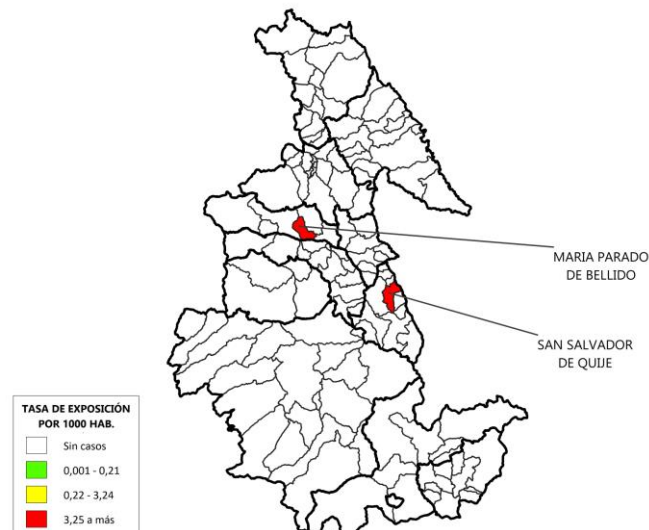 MARIA PARADO
DE BELLIDO
SAN SALVADOR
DE QUIJE
TASA DE EXPOSICIÓN
POR 1000 HAB.
Sin casos
0,001 - 0,21
0,22 - 3,24
3,25 a más